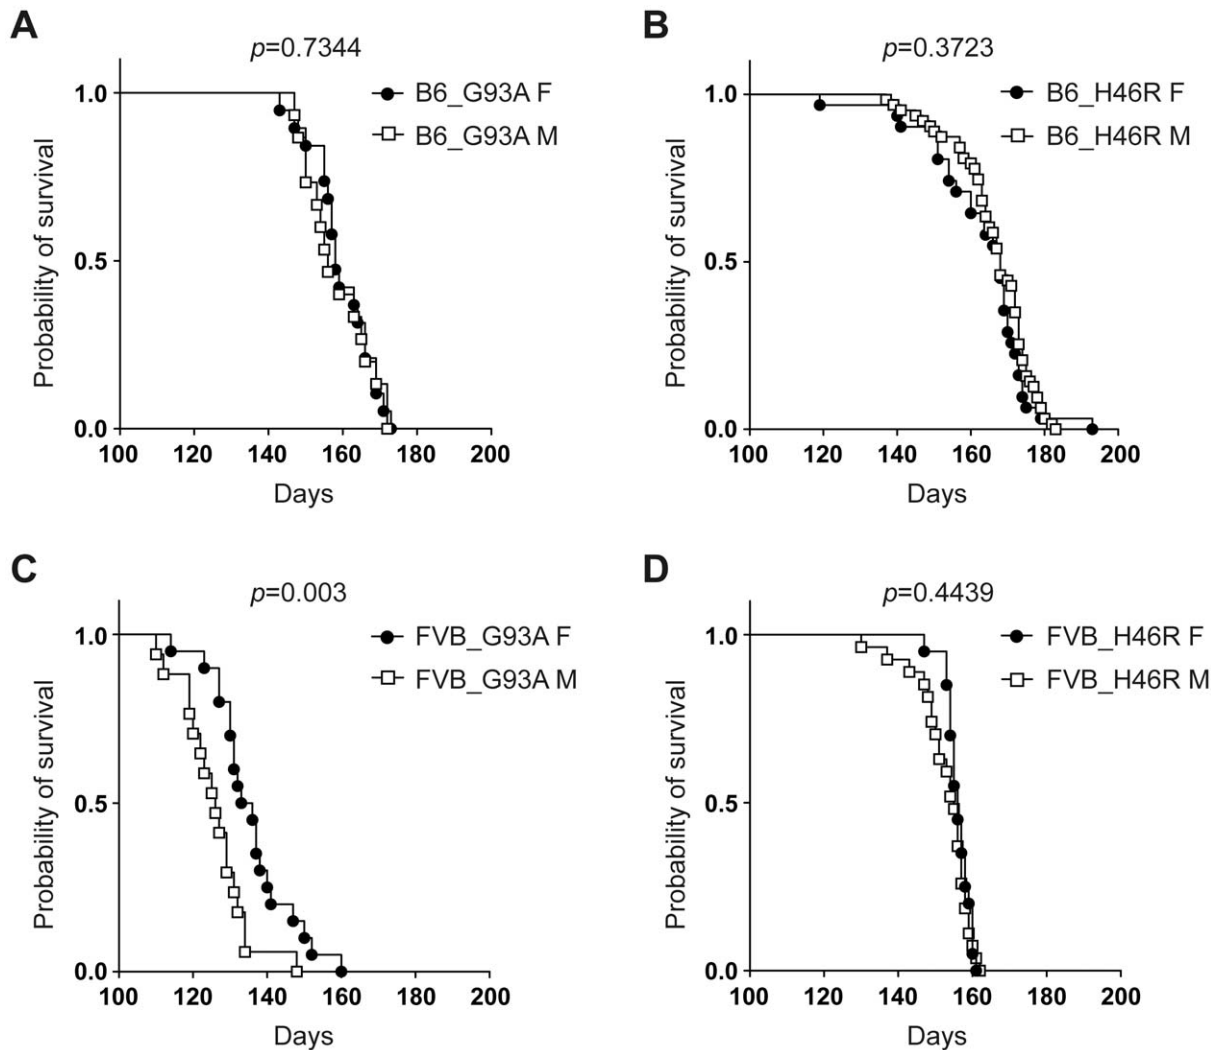 A
p=0.7344
B6_G93A F
B6_G93A M
Probability of survival
1.0
0.5
0.0
100 120 140 160 180 200
Days
B
p=0.3723
B6_H46R F
B6_H46R M
Probability of survival
1.0
0.5
0.0
100 120 140 160 180 200
Days
C
p=0.003
FVB_G93A F
FVB_G93A M
Probability of survival
1.0
0.5
0.0
100 120 140 160 180 200
Days
D
p=0.4439
FVB_H46R F
FVB_H46R M
Probability of survival
1.0
0.5
0.0
100 120 140 160 180 200
Days